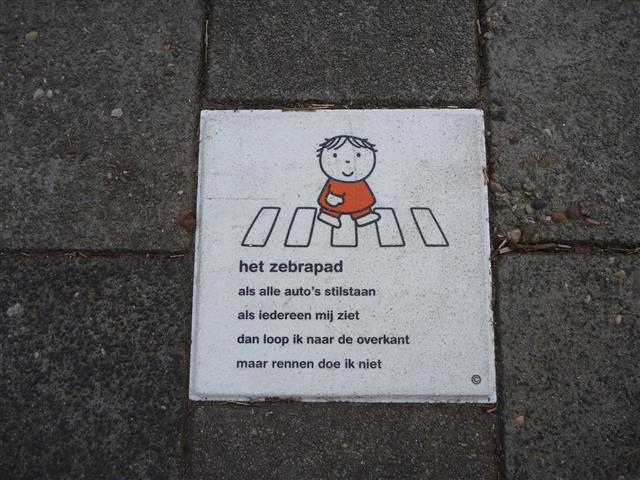 het zebrapad
als alle auto's stilstaan
als iedereen mij ziet
dan loop ik naar de overkant
maar rennen doe ik niet
©